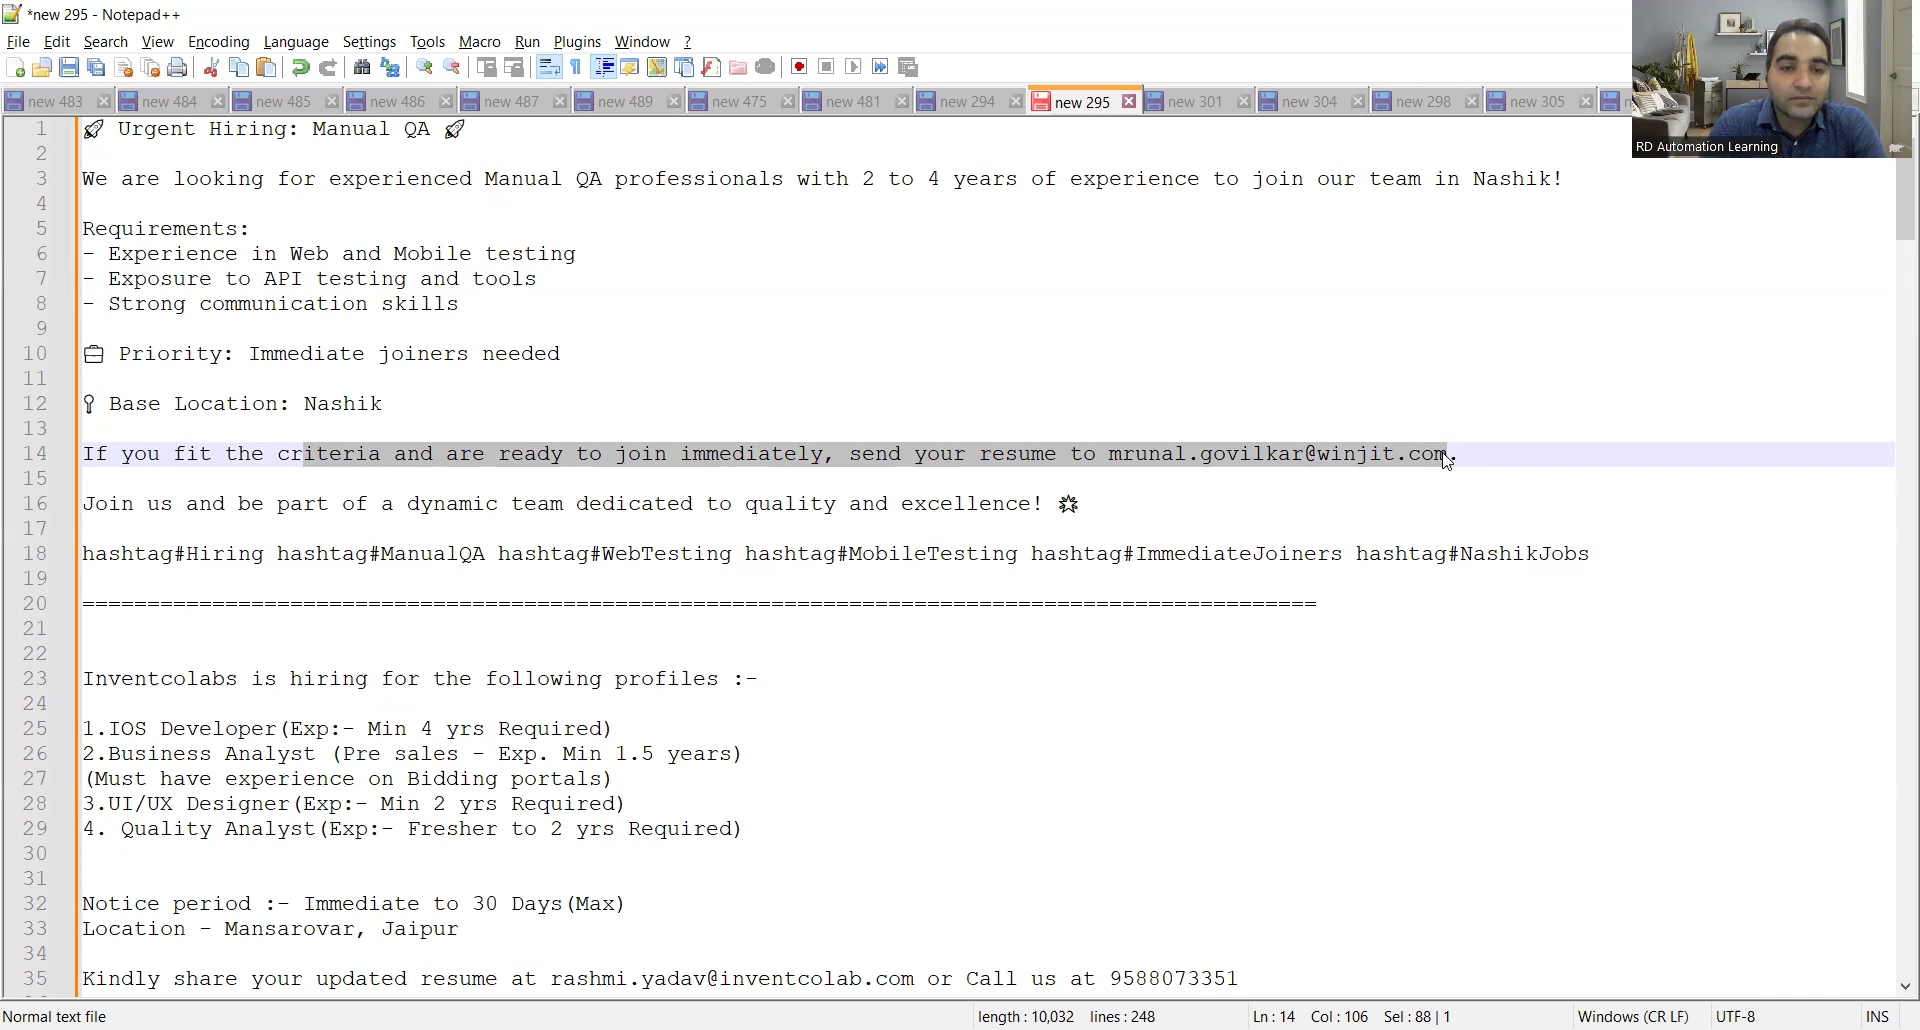 *new 295 - Notepad++
File Edit Search View Encoding Language Settings Tools Macro Run Plugins Window ?
new 483 new 484 new 485 new 486 new 487 new 489 new 475 new 481 new 294 new 295 new 301 new 304 new 298 new 305
RD Automation Learning
1 🚀 Urgent Hiring: Manual QA 🚀
2
3 We are looking for experienced Manual QA professionals with 2 to 4 years of experience to join our team in Nashik!
4
5 Requirements:
6 - Experience in Web and Mobile testing
7 - Exposure to API testing and tools
8 - Strong communication skills
9
10 💼 Priority: Immediate joiners needed
11
12 📍 Base Location: Nashik
13
14 If you fit the criteria and are ready to join immediately, send your resume to mrunal.govilkar@winjit.com.
15
16 Join us and be part of a dynamic team dedicated to quality and excellence! 🌟
17
18 hashtag#Hiring hashtag#ManualQA hashtag#WebTesting hashtag#MobileTesting hashtag#ImmediateJoiners hashtag#NashikJobs
19
20 ===============================================================================================
21
22
23 Inventcolabs is hiring for the following profiles :-
24
25 1.IOS Developer(Exp:- Min 4 yrs Required)
26 2.Business Analyst (Pre sales - Exp. Min 1.5 years)
27 (Must have experience on Bidding portals)
28 3.UI/UX Designer(Exp:- Min 2 yrs Required)
29 4. Quality Analyst(Exp:- Fresher to 2 yrs Required)
30
31
32 Notice period :- Immediate to 30 Days(Max)
33 Location - Mansarovar, Jaipur
34
35 Kindly share your updated resume at rashmi.yadav@inventcolab.com or Call us at 9588073351
Normal text file length : 10,032 lines : 248 Ln : 14 Col : 106 Sel : 88 | 1 Windows (CR LF) UTF-8 INS